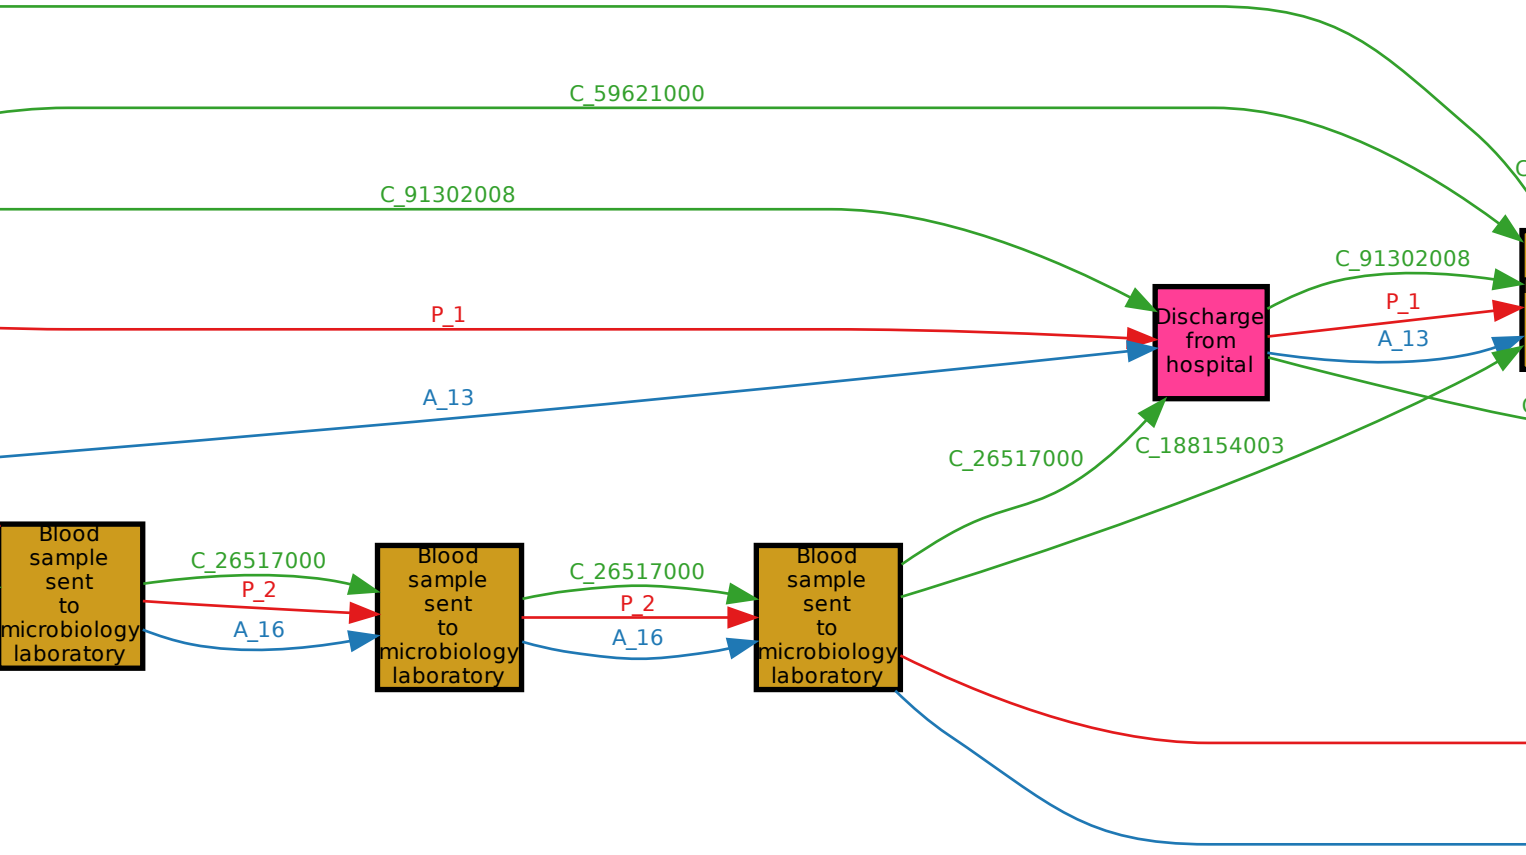 C_59621000
C_91302008
C_91302008
P_1
P_1
A_13
A_13
Discharge
from
hospital
C_26517000
C_188154003
Blood
sample
sent
to
microbiology
laboratory
C_26517000
P_2
A_16
Blood
sample
sent
to
microbiology
laboratory
C_26517000
P_2
A_16
Blood
sample
sent
to
microbiology
laboratory